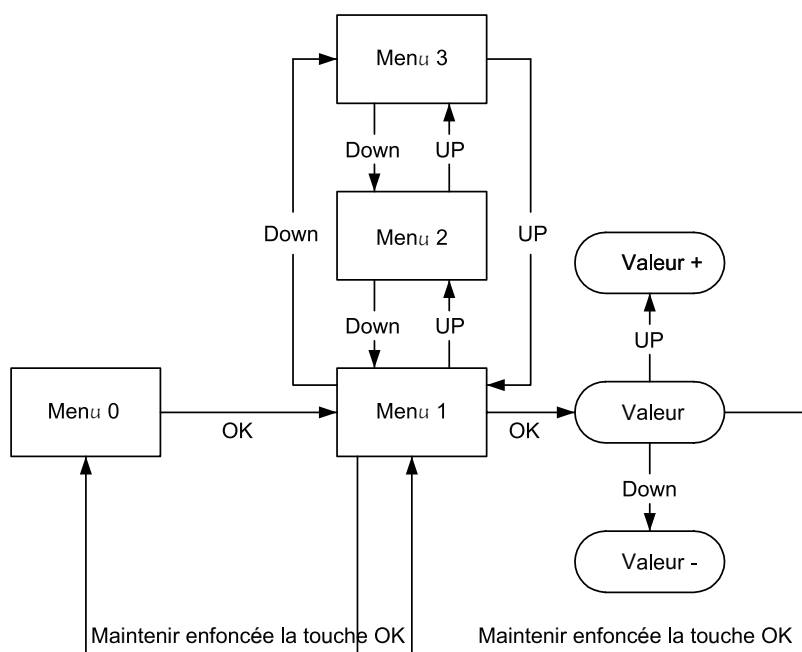 Menu 3
Down
UP
Menu 2
Down
UP
Valeur +
Down
UP
UP
Menu 0
OK
Menu 1
OK
Valeur
Down
Valeur -
Maintenir enfoncée la touche OK
Maintenir enfoncée la touche OK